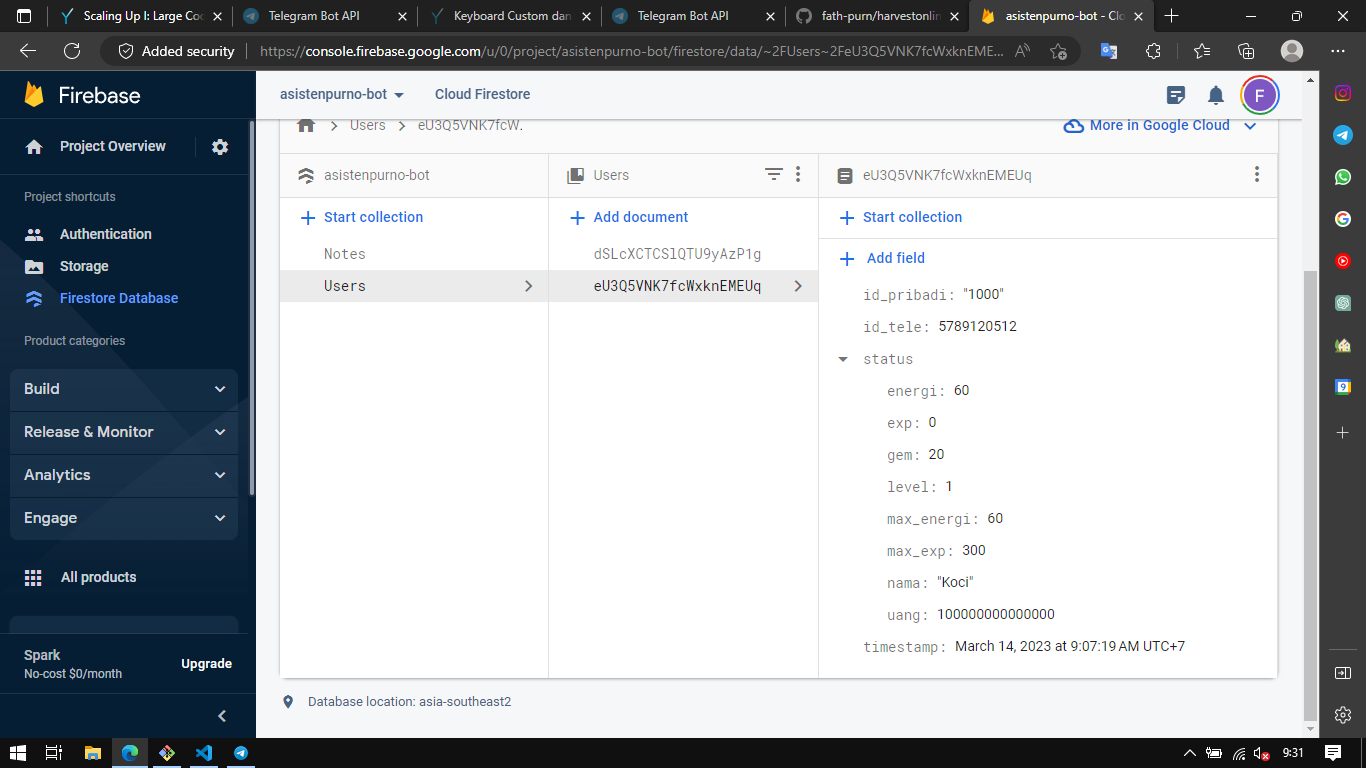 Scaling Up I: Large Coc
Telegram Bot API
Keyboard Custom dan
Telegram Bot API
fath-purn/harvestonlin
asistenpurno-bot - Clo
Added security
https://console.firebase.google.com/u/0/project/asistenpurno-bot/firestore/data/~2FUsers~2FeU3Q5VNK7fcWxknEME...
Firebase
asistenpurno-bot
Cloud Firestore
F
Project Overview
Users
eU3Q5VNK7fcW.
More in Google Cloud
asistenpurno-bot
Users
eU3Q5VNK7fcWxknEMEUq
Project shortcuts
Start collection
Add document
Start collection
Authentication
Notes
dSLcXCTCSlQTU9yAzP1g
Add field
Storage
Users
eU3Q5VNK7fcWxknEMEUq
Firestore Database
id_pribadi: "1000"
id_tele: 5789120512
Product categories
status
Build
energi: 60
exp: 0
Release & Monitor
gem: 20
Analytics
level: 1
Engage
max_energi: 60
max_exp: 300
All products
nama: "Koci"
uang: 100000000000000
timestamp: March 14, 2023 at 9:07:19 AM UTC+7
Spark
No-cost $0/month
Upgrade
Database location: asia-southeast2
9
9:31